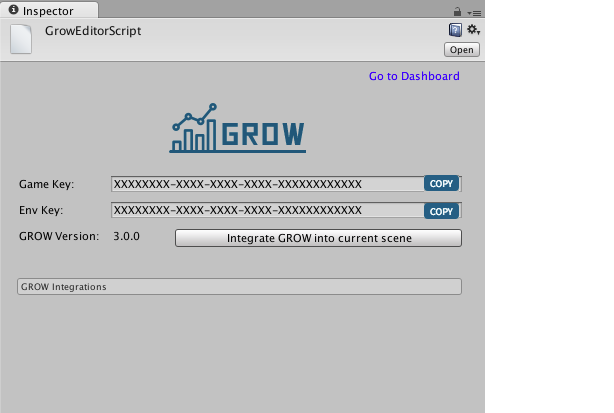 Inspector
GrowEditorScript
Open
Go to Dashboard
GROW
Game Key: XXXXXXXX-XXXX-XXXX-XXXX-XXXXXXXXXXXX COPY
Env Key: XXXXXXXX-XXXX-XXXX-XXXX-XXXXXXXXXXXX COPY
GROW Version: 3.0.0 Integrate GROW into current scene
GROW Integrations